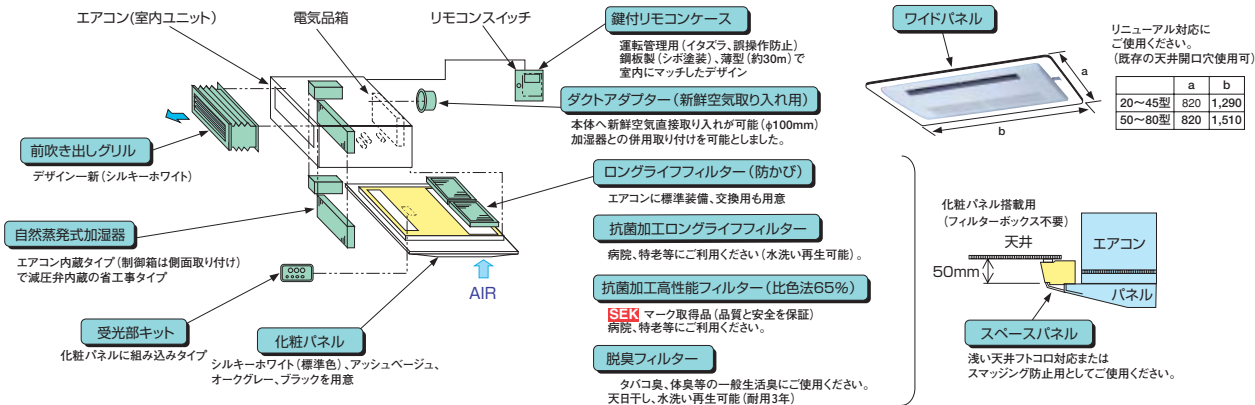 エアコン(室内ユニット)
電気品箱
リモコンスイッチ
鍵付リモコンケース
運転管理用(イタズラ、誤操作防止)
鋼板製(シボ塗装)、薄型(約30m)で
室内にマッチしたデザイン
ダクトアダプター(新鮮空気取り入れ用)
本体へ新鮮空気直接取り入れが可能(φ100mm)
加湿器との併用取り付けを可能としました。
前吹き出しグリル
デザイン一新(シルキーホワイト)
自然蒸発式加湿器
エアコン内蔵タイプ(制御箱は側面取り付け)
で減圧弁内蔵の省工事タイプ
受光部キット
化粧パネルに組み込みタイプ
化粧パネル
シルキーホワイト(標準色)、アッシュベージュ、
オークグレー、ブラックを用意
AIR
ロングライフフィルター(防かび)
エアコンに標準装備、交換用も用意
抗菌加工ロングライフフィルター
病院、特老等にご利用ください(水洗い再生可能)。
抗菌加工高性能フィルター(比色法65%)
SEK マーク取得品(品質と安全を保証)
病院、特老等にご利用ください。
脱臭フィルター
タバコ臭、体臭等の一般生活臭にご使用ください。
天日干し、水洗い再生可能(耐用3年)
ワイドパネル
a
b
リニューアル対応に
ご使用ください。
(既存の天井開口穴使用可)
a b
20〜45型 820 1,290
50〜80型 820 1,510
化粧パネル搭載用
(フィルターボックス不要)
天井
エアコン
50mm
パネル
スペースパネル
浅い天井フトコロ対応または
スマッジング防止用としてご使用ください。